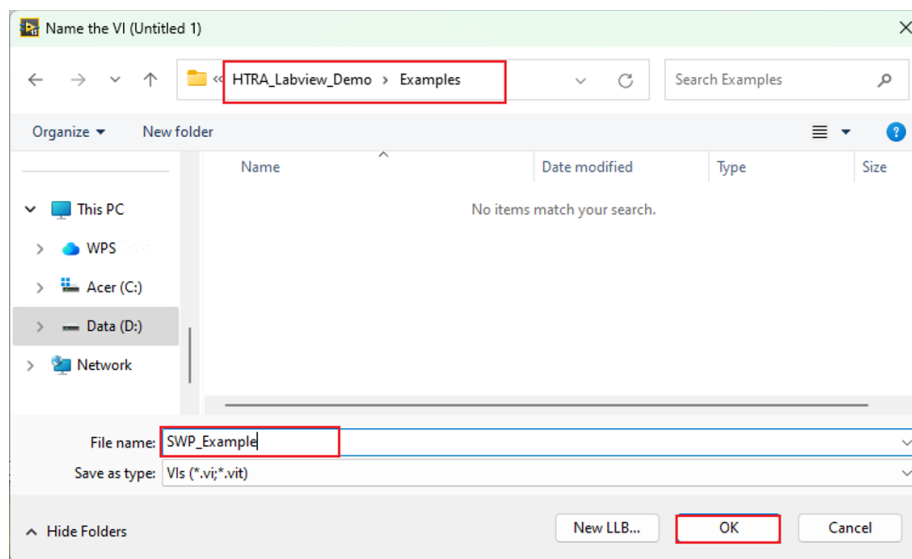 Name the VI (Untitled 1)
HTRA_Labview_Demo > Examples
Search Examples
Organize
New folder
Name
Date modified
Type
Size
No items match your search.
This PC
WPS
Acer (C:)
Data (D:)
Network
File name: SWP_Example
Save as type: VIs (*.vi;*.vit)
Hide Folders
New LLB...
OK
Cancel